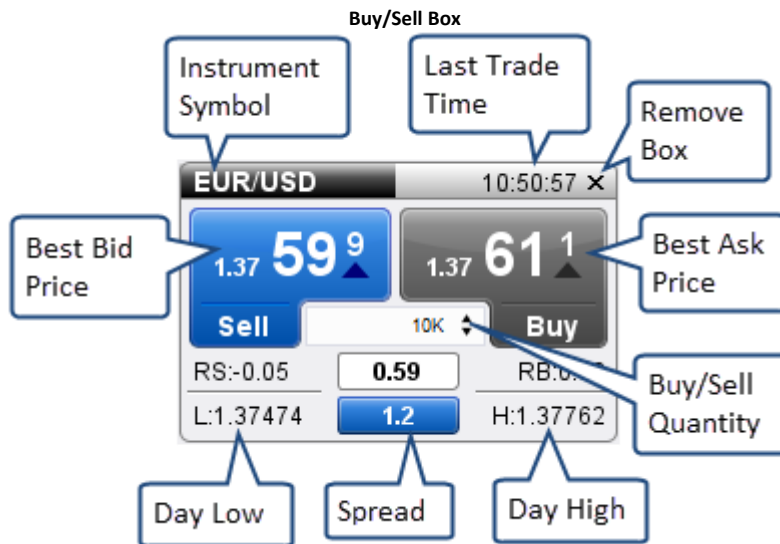 Buy/Sell Box
Instrument
Symbol
Last Trade
Time
Remove
Box
EUR/USD
10:50:57 ×
Best Bid
Price
1.37 59 9
1.37 61 1
Best Ask
Price
Sell
10K
Buy
RS:-0.05
0.59
Buy/Sell
Quantity
L:1.37474
1.2
H:1.37762
Day Low
Spread
Day High